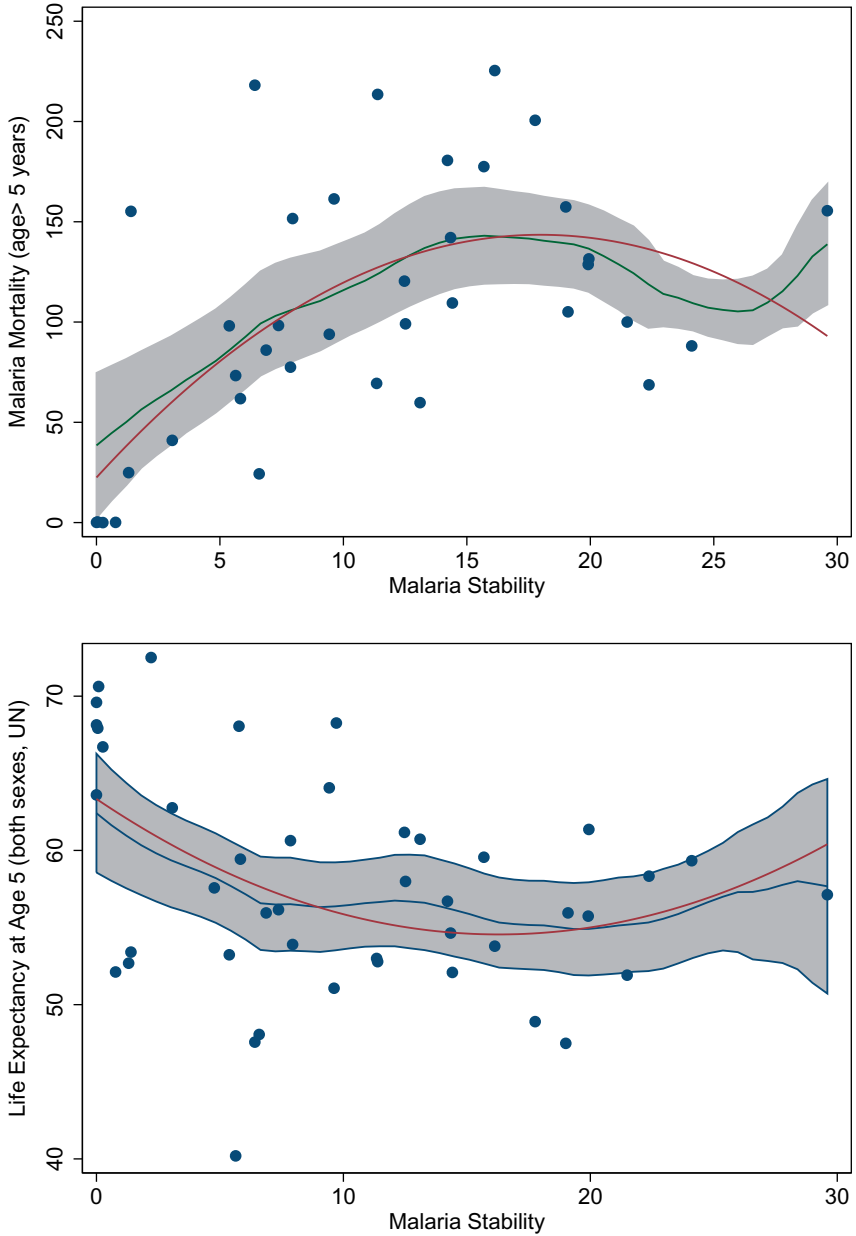 250
200
150
100
50
0
Malaria Mortality (age> 5 years)
0 5 10 15 20 25 30
Malaria Stability
70
60
50
40
Life Expectancy at Age 5 (both sexes, UN)
0 10 20 30
Malaria Stability